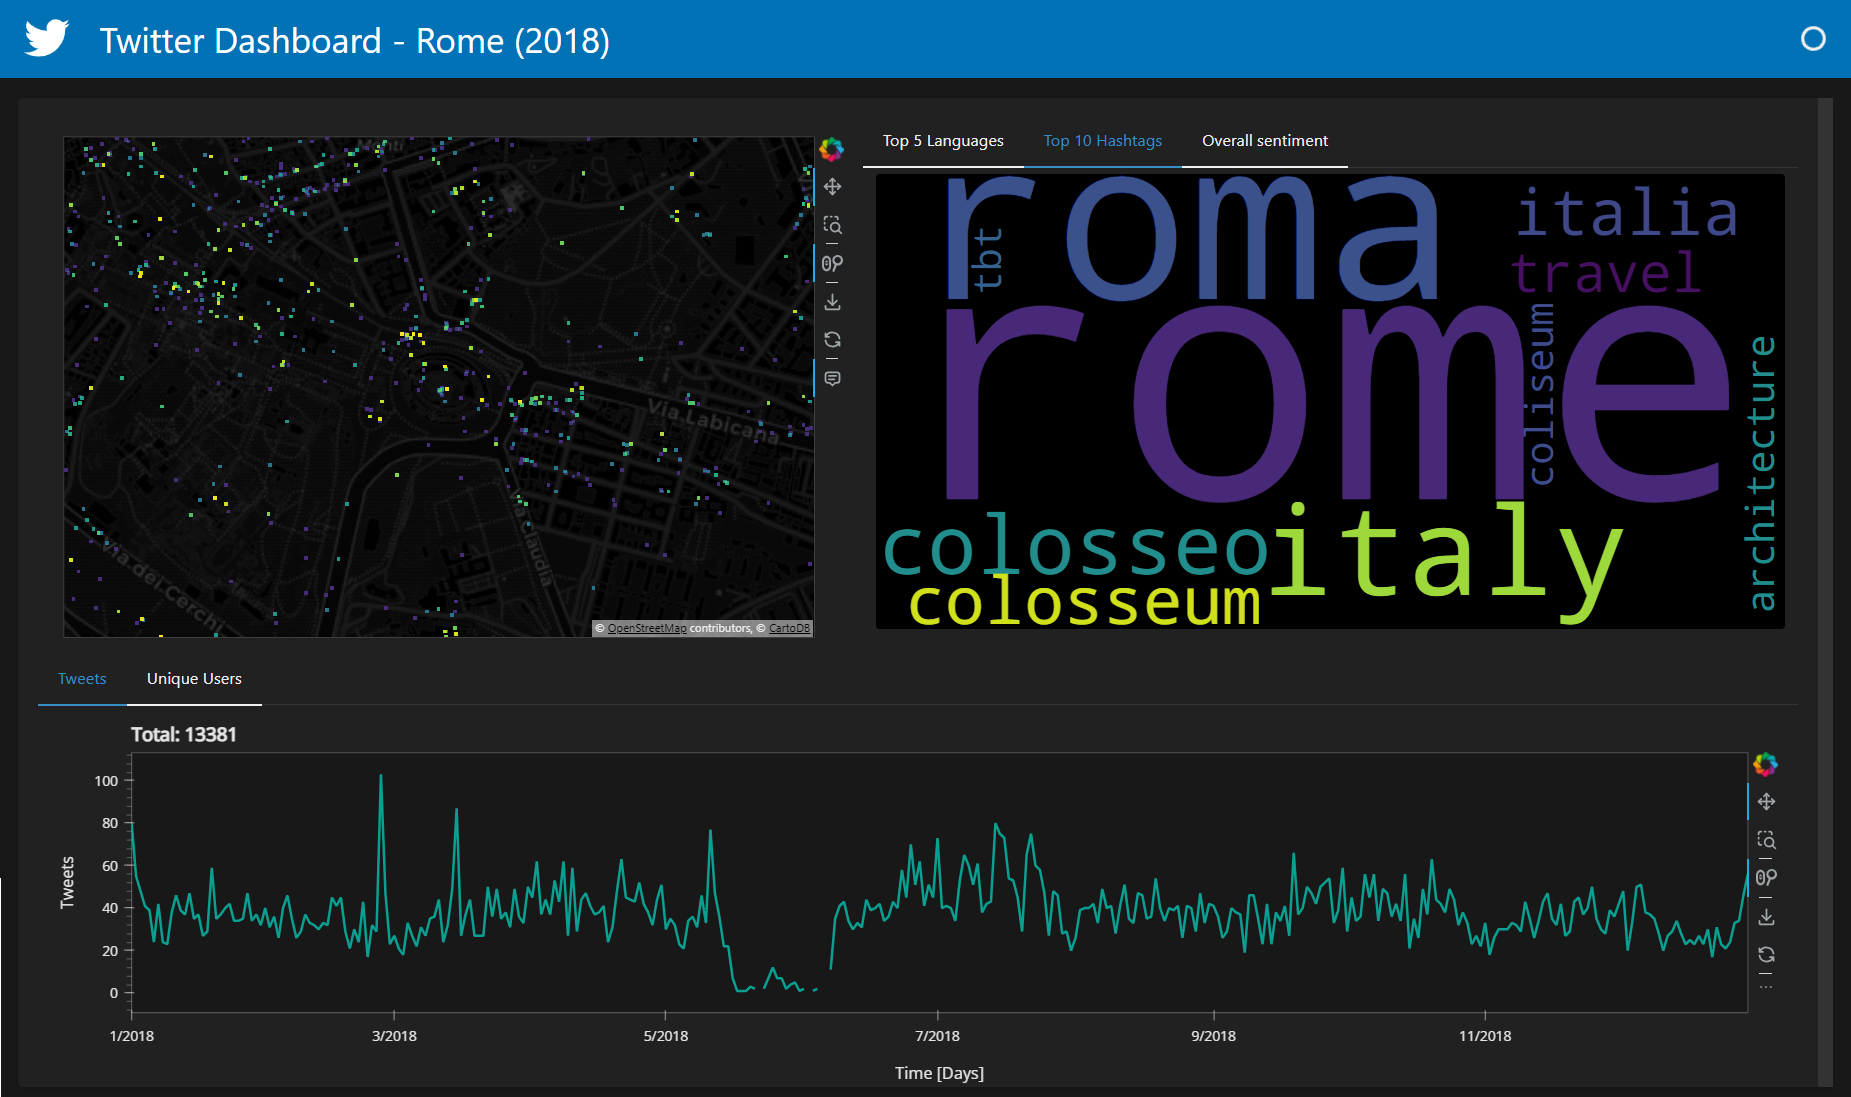 Twitter Dashboard - Rome (2018)
Top 5 Languages
Top 10 Hashtags
Overall sentiment
Via Labicana
Via dei Cerchi
Claudia
© OpenStreetMap contributors, © CartoDB
roma
tbt
italia
travel
rome
coliseum
architecture
colosseo
italy
colosseum
Tweets
Unique Users
Total: 13381
Tweets
100
80
60
40
20
0
1/2018
3/2018
5/2018
7/2018
9/2018
11/2018
Time [Days]